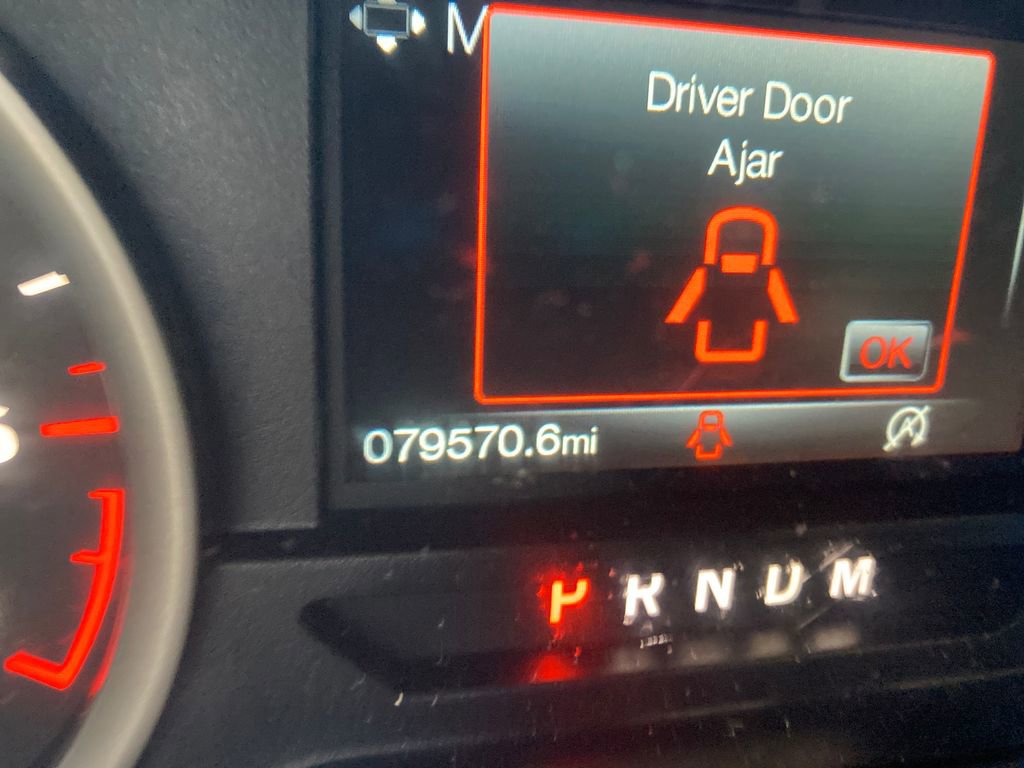 M
Driver Door
Ajar
OK
079570.6mi
P R N D M